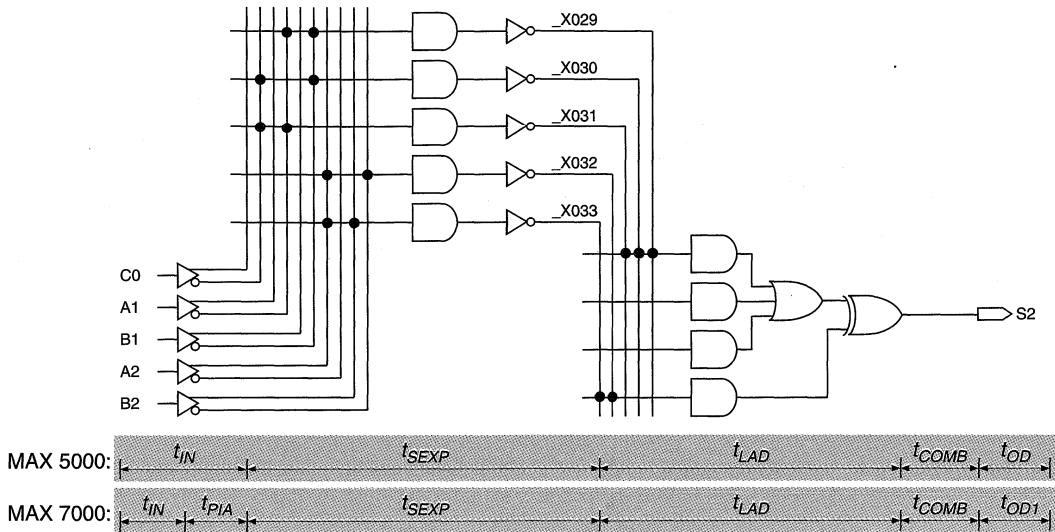 _X029
_X030
_X031
_X032
_X033
C0
A1
B1
A2
B2
S2
MAX 5000: tIN tSEXP tLAD tCOMB tOD
MAX 7000: tIN tPIA tSEXP tLAD tCOMB tOD1